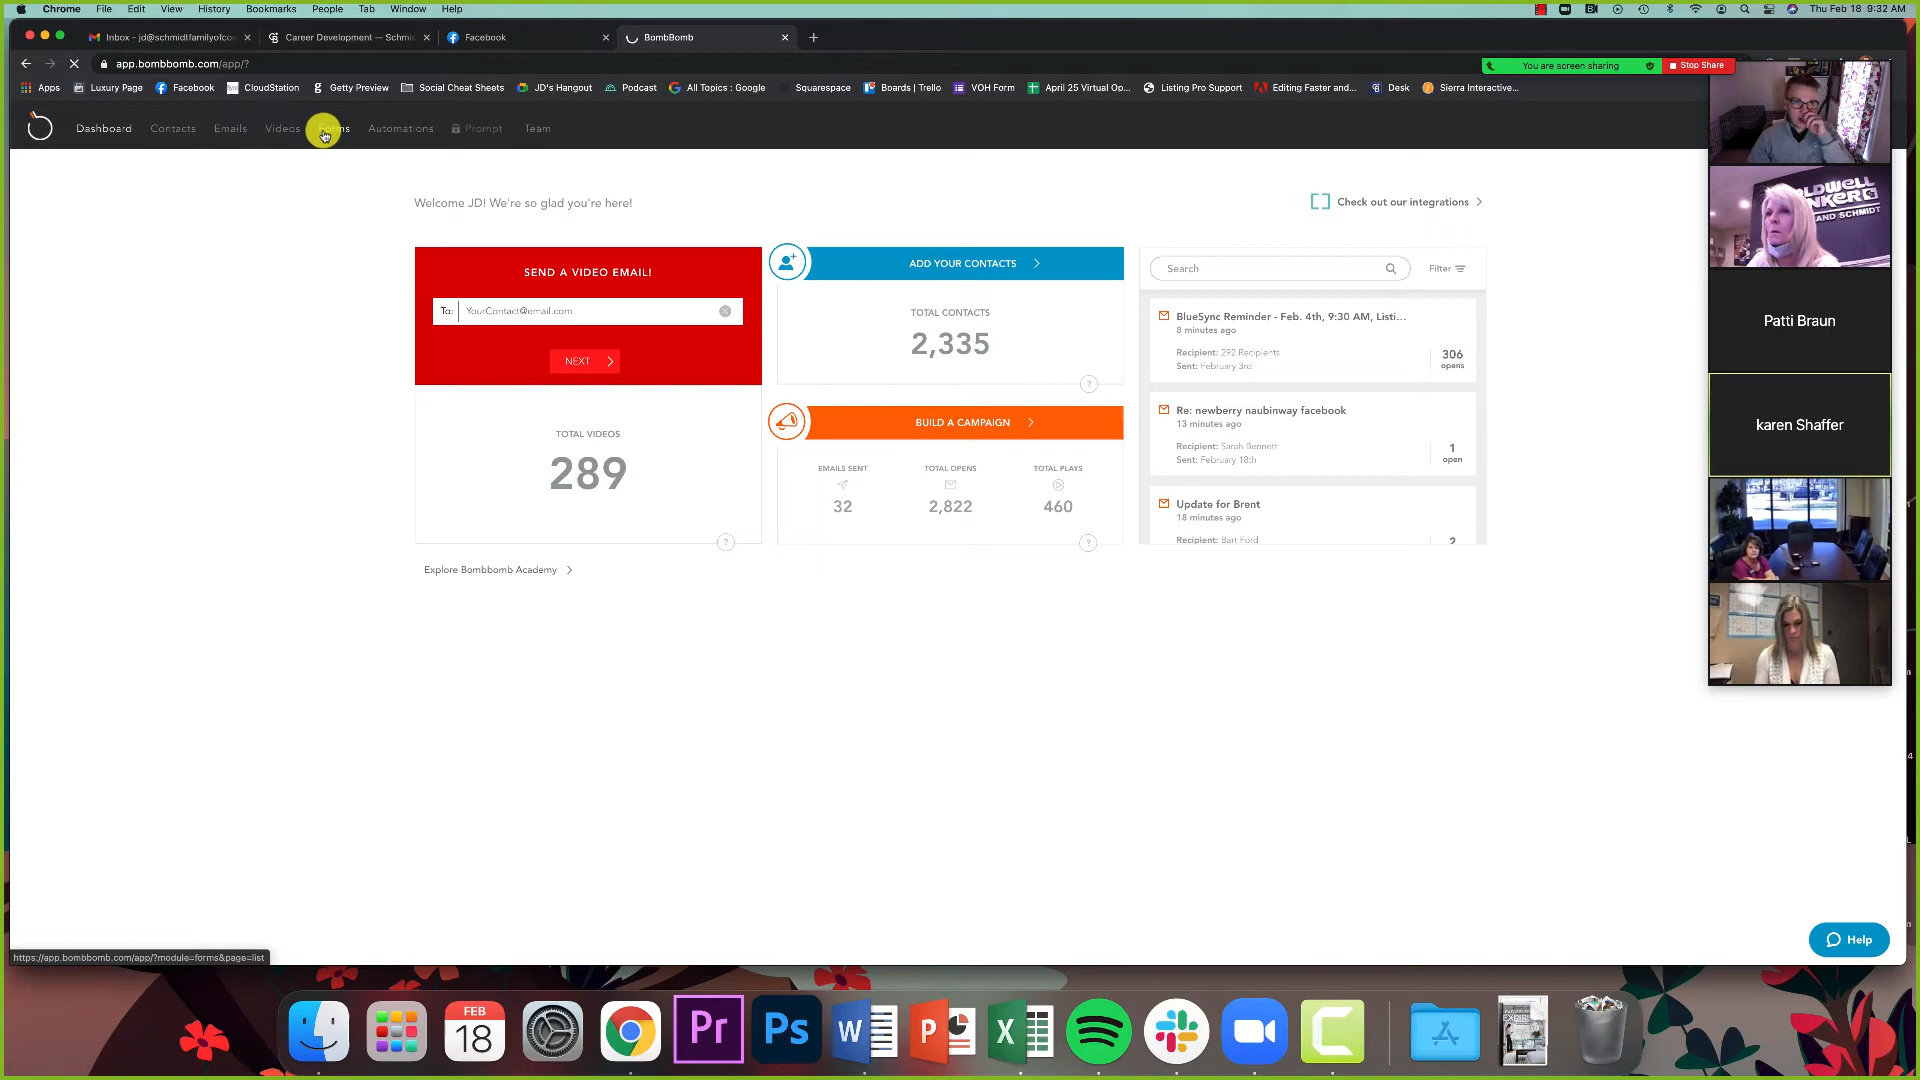 Chrome File Edit View History Bookmarks People Tab Window Help
Thu Feb 18 9:32 AM
Inbox - jd@schmidtfamilyofcom
Career Development — Schmi
Facebook
BombBomb
app.bombbomb.com/app/?
You are screen sharing
Stop Share
Apps
Luxury Page
Facebook
CloudStation
Getty Preview
Social Cheat Sheets
JD's Hangout
Podcast
All Topics : Google
Squarespace
Boards | Trello
VOH Form
April 25 Virtual Op...
Listing Pro Support
Editing Faster and...
Desk
Sierra Interactive...
Dashboard Contacts Emails Videos Forms Automations Prompt Team
Welcome JD! We're so glad you're here!
Check out our integrations
SEND A VIDEO EMAIL!
To: YourContact@email.com
NEXT
TOTAL VIDEOS
289
ADD YOUR CONTACTS
TOTAL CONTACTS
2,335
?
BUILD A CAMPAIGN
EMAILS SENT TOTAL OPENS TOTAL PLAYS
32 2,822 460
?
?
Search
Filter
BlueSync Reminder - Feb. 4th, 9:30 AM, Listi...
8 minutes ago
Recipient: 292 Recipients
Sent: February 3rd
306
opens
Re: newberry naubinway facebook
13 minutes ago
Recipient: Sarah Bennett
Sent: February 18th
1
open
Update for Brent
18 minutes ago
Recipient: Bart Ford
2
Explore Bombbomb Academy
OLDWELL
NKER
AND SCHMIDT
Patti Braun
karen Shaffer
Help
https://app.bombbomb.com/app/?module=forms&page=list
FEB
18
Pr
Ps
W
P
X
C